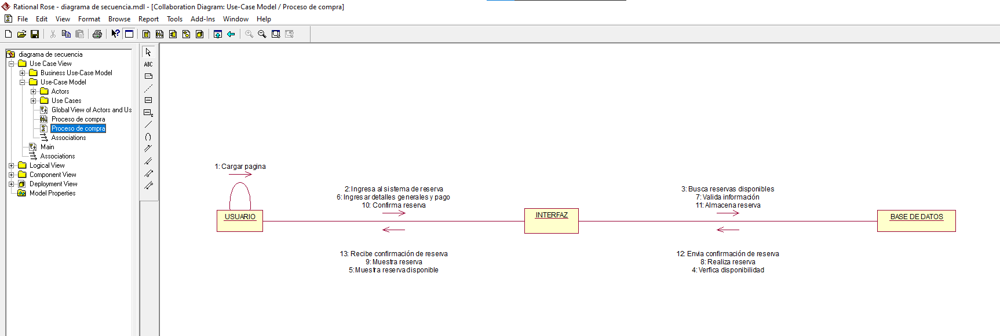 Rational Rose - diagrama de secuencia.mdl - [Collaboration Diagram: Use-Case Model / Proceso de compra]
File Edit View Format Browse Report Tools Add-Ins Window Help
diagrama de secuencia
Use Case View
Business Use-Case Model
Use-Case Model
Actors
Use Cases
Global View of Actors and Us
Proceso de compra
Proceso de compra
Associations
Main
Associations
Logical View
Component View
Deployment View
Model Properties
ABC
1: Cargar pagina
USUARIO
2: Ingresa al sistema de reserva
6: Ingresar detalles generales y pago
10: Confirma reserva
13: Recibe confirmación de reserva
9: Muestra reserva
5: Muestra reserva disponible
INTERFAZ
3: Busca reservas disponibles
7: Valida información
11: Almacena reserva
12: Envia confirmación de reserva
8: Realiza reserva
4: Verfica disponibilidad
BASE DE DATOS